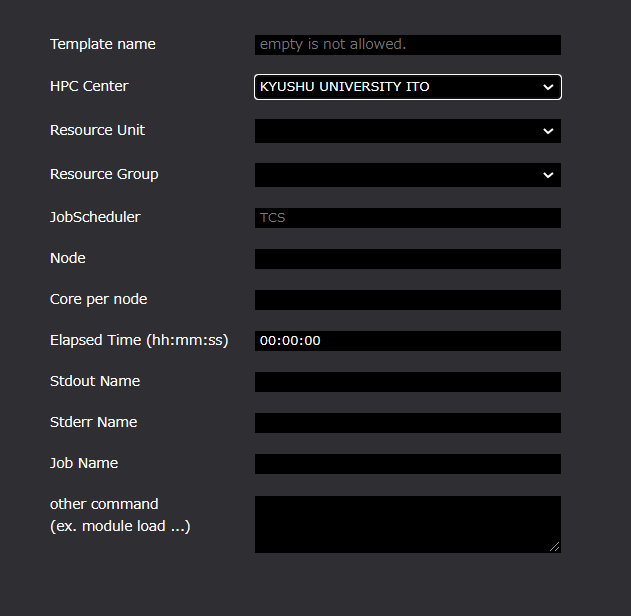 Template name
empty is not allowed.
HPC Center
KYUSHU UNIVERSITY ITO
Resource Unit
Resource Group
JobScheduler
TCS
Node
Core per node
Elapsed Time (hh:mm:ss)
00:00:00
Stdout Name
Stderr Name
Job Name
other command
(ex. module load ...)